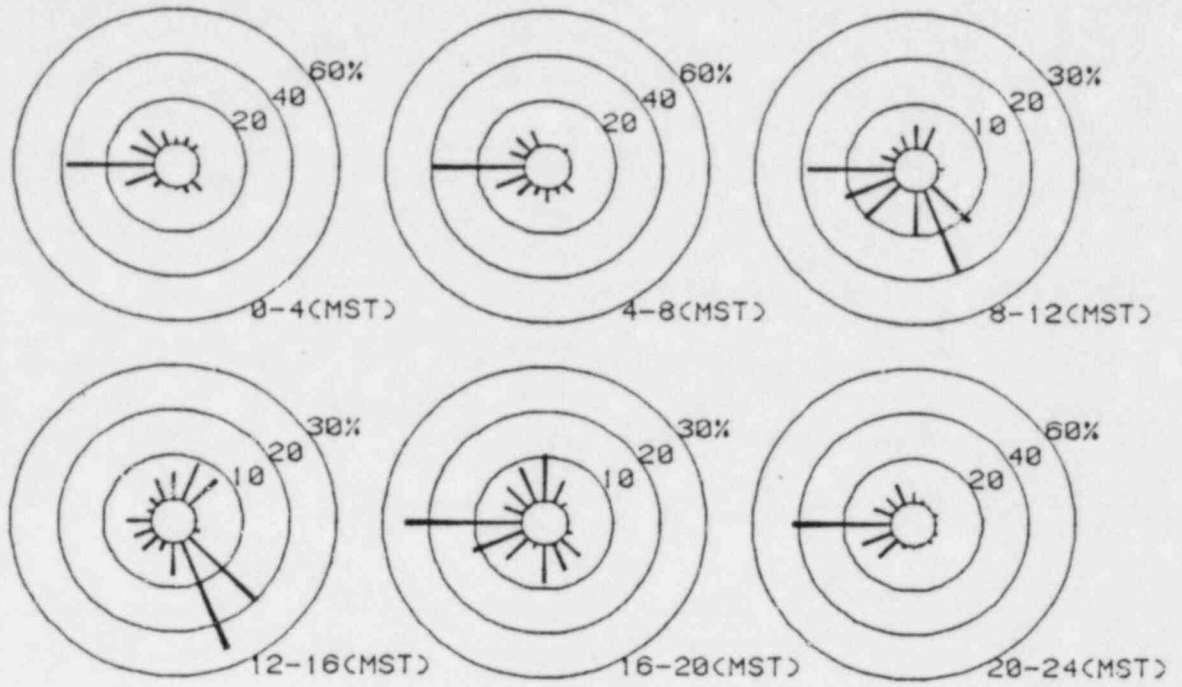 60% 60% 30%
40 40 20
20 20 10
0-4(MST) 4-8(MST) 8-12(MST)
30% 30% 60%
20 20 40
10 10 20
12-16(MST) 16-20(MST) 20-24(MST)